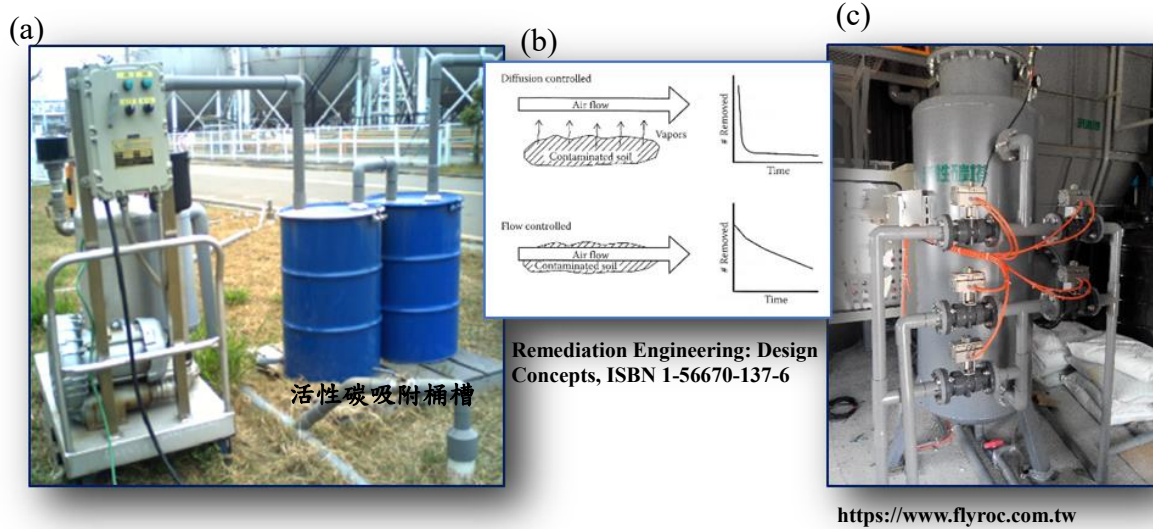 (a)
活性碳吸附桶槽
(b)
Diffusion controlled
Air flow
Vapors
Contaminated soil
# Removed
Time
Flow controlled
Air flow
Contaminated soil
# Removed
Time
Remediation Engineering: Design
Concepts, ISBN 1-56670-137-6
(c)
https://www.flyroc.com.tw